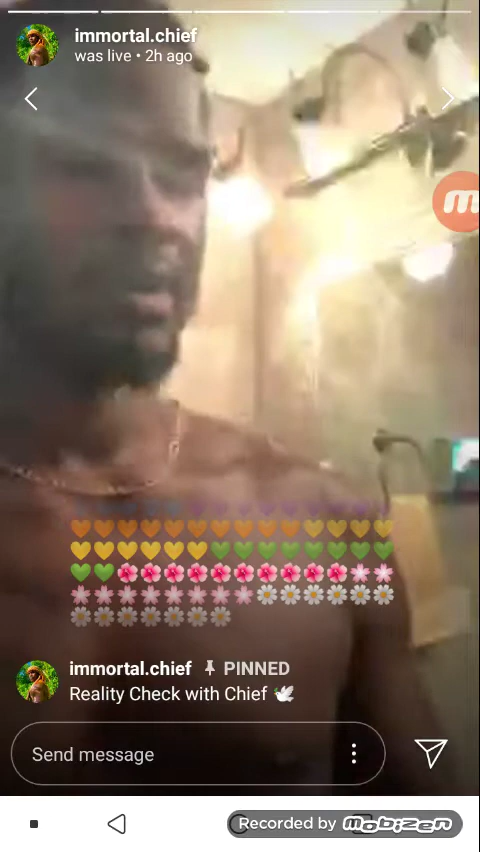 immortal.chief
was live • 2h ago
immortal.chief PINNED
Reality Check with Chief 🕊️
Send message
Recorded by mobizen